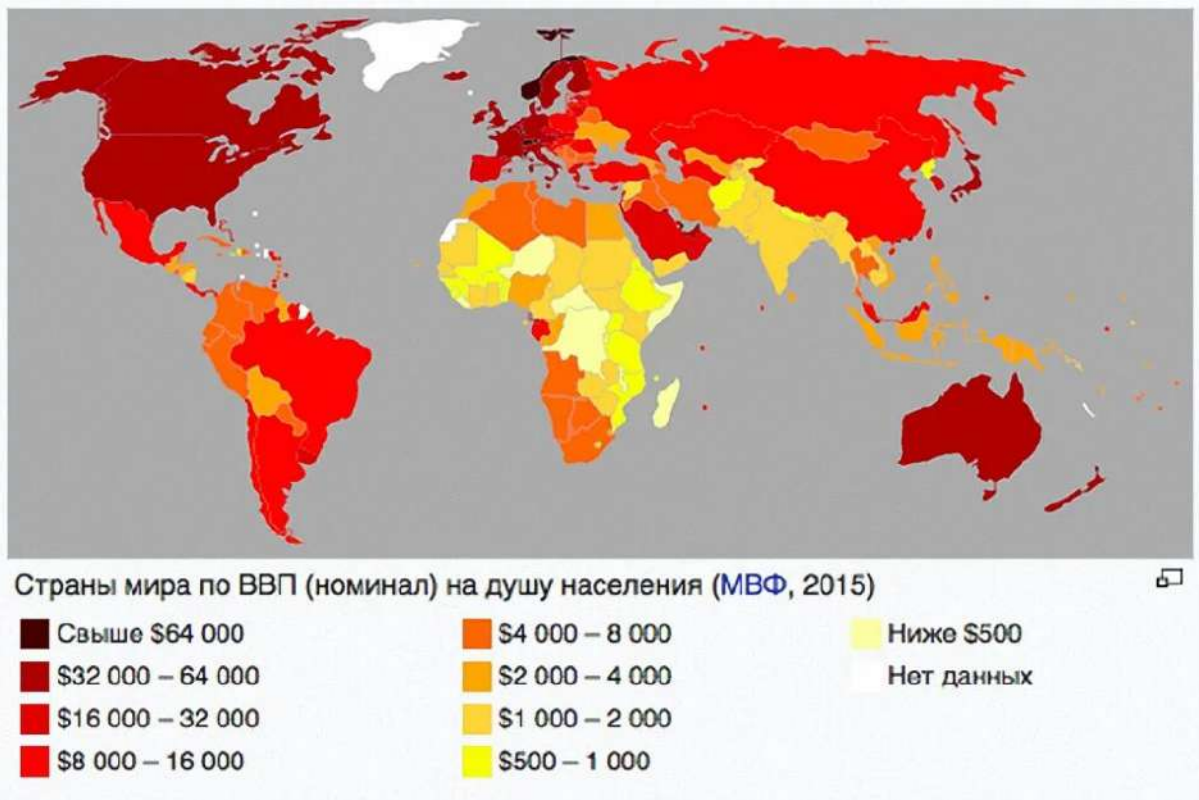 Страны мира по ВВП (номинал) на душу населения (МВФ, 2015)
Свыше $64 000
$32 000 – 64 000
$16 000 – 32 000
$8 000 – 16 000
$4 000 – 8 000
$2 000 – 4 000
$1 000 – 2 000
$500 – 1 000
Ниже $500
Нет данных